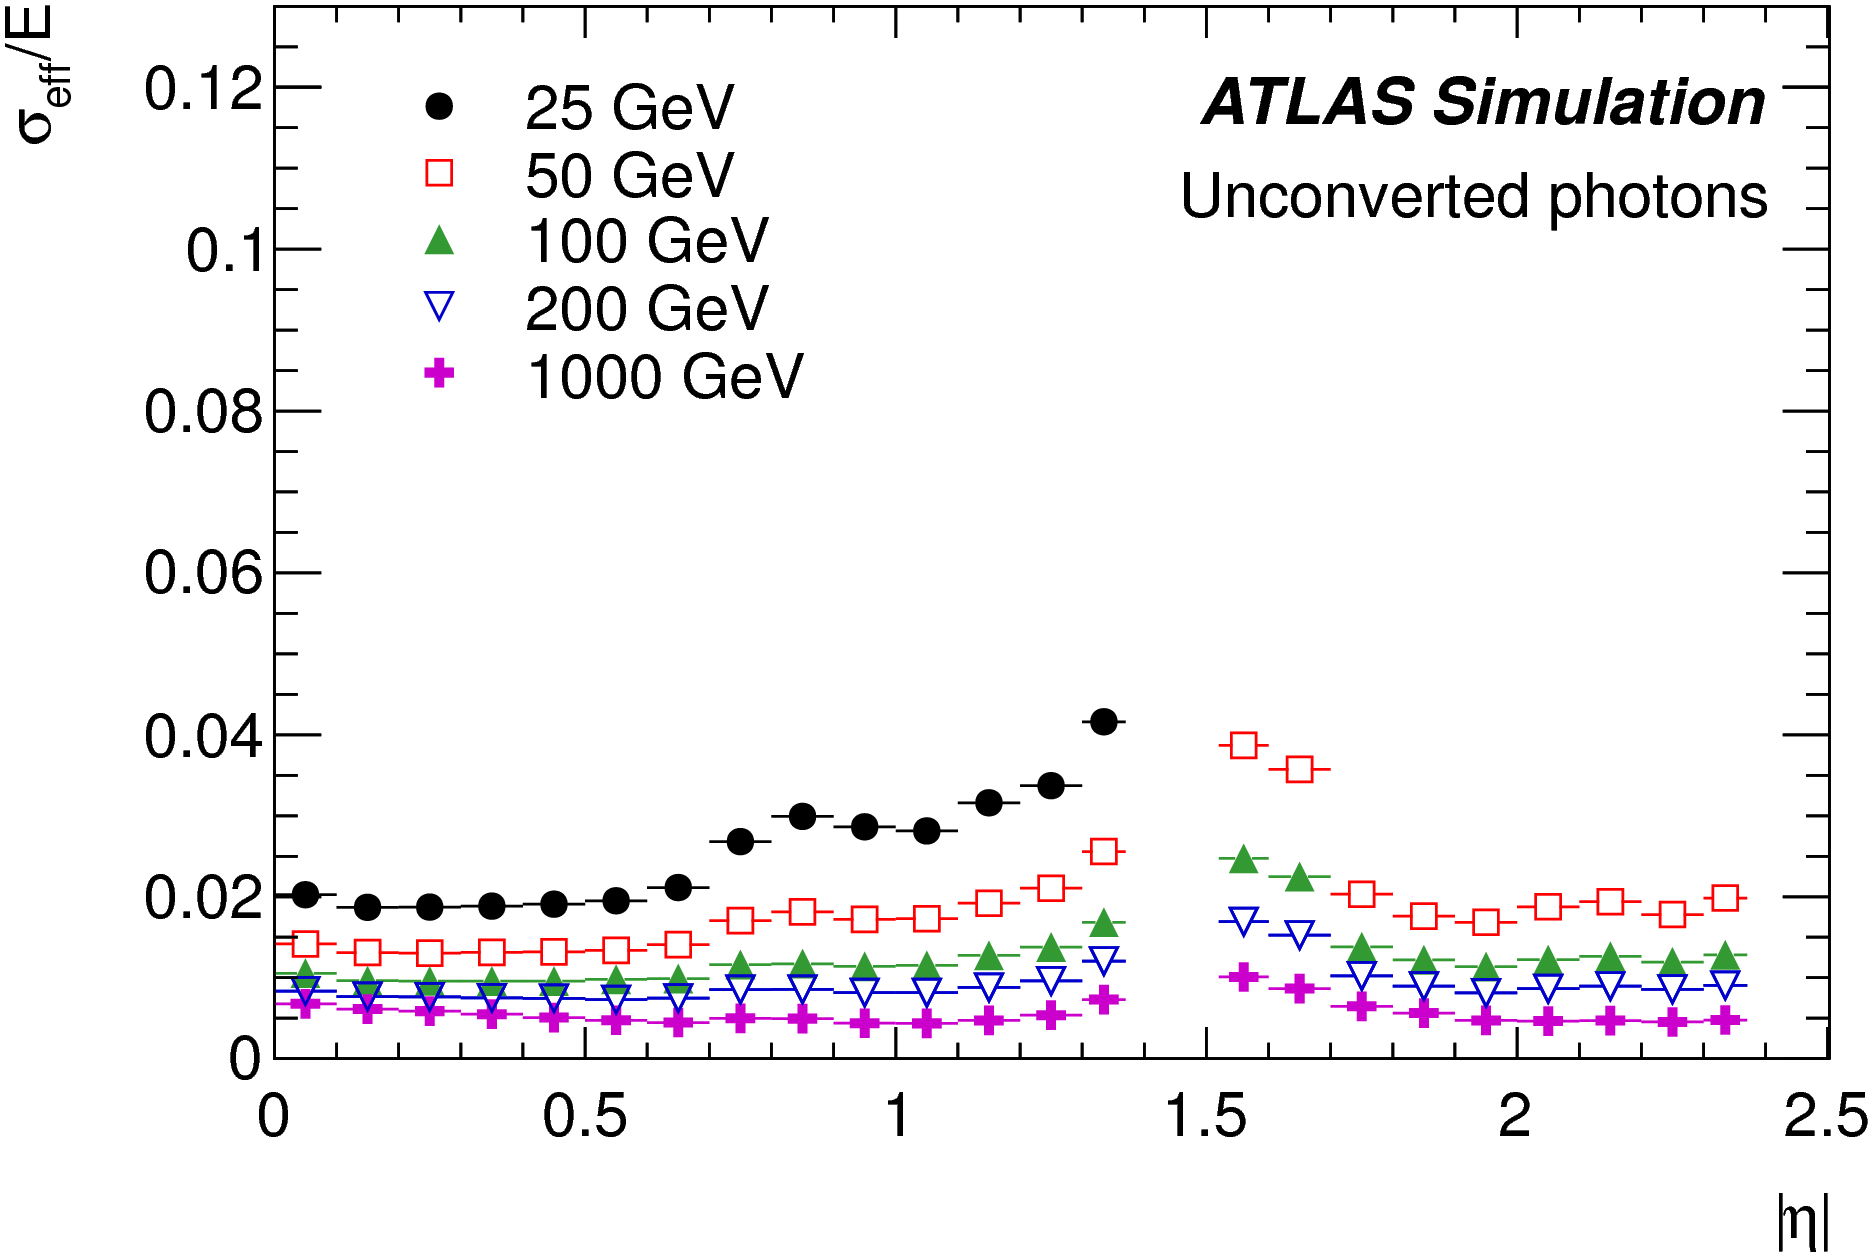 σeff/E
0.12
0.1
0.08
0.06
0.04
0.02
0
25 GeV
50 GeV
100 GeV
200 GeV
1000 GeV
ATLAS Simulation
Unconverted photons
0 0.5 1 1.5 2 2.5
|η|